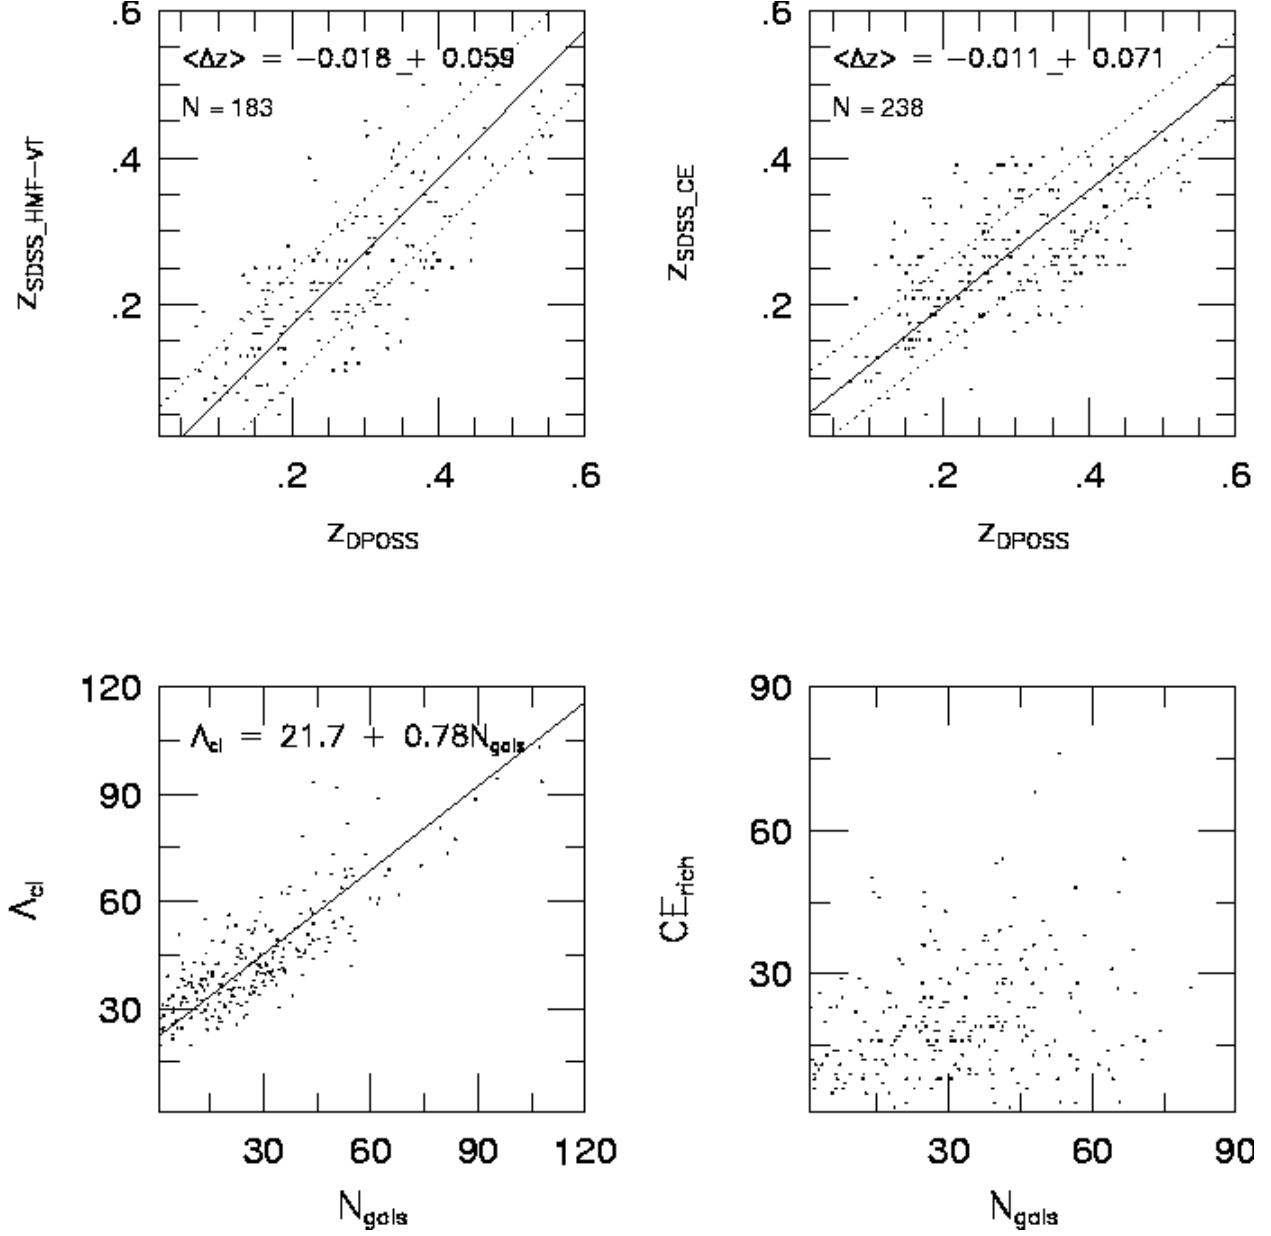 .6
<Δz> = −0.018 _+ 0.059
N = 183
.4
.2
z_SDSS_HMF−VT
.2 .4 .6
z_DPOSS
.6
<Δz> = −0.011 _+ 0.071
N = 238
.4
.2
z_SDSS_CE
.2 .4 .6
z_DPOSS
120
Λ_cl = 21.7 + 0.78N_gals
90
60
30
Λ_cl
30 60 90 120
N_gals
90
60
30
CE_rich
30 60 90
N_gals